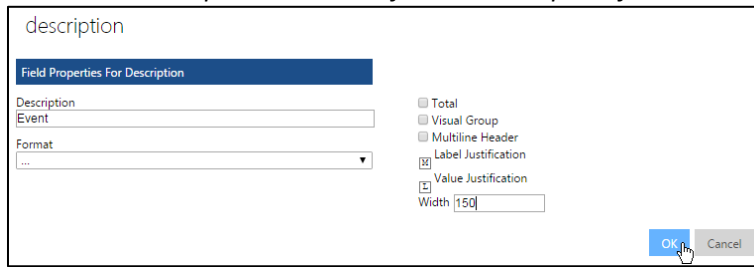 description
Field Properties For Description
Description
Event
Format
...
Total
Visual Group
Multiline Header
M Label Justification
L Value Justification
Width 150
OK Cancel